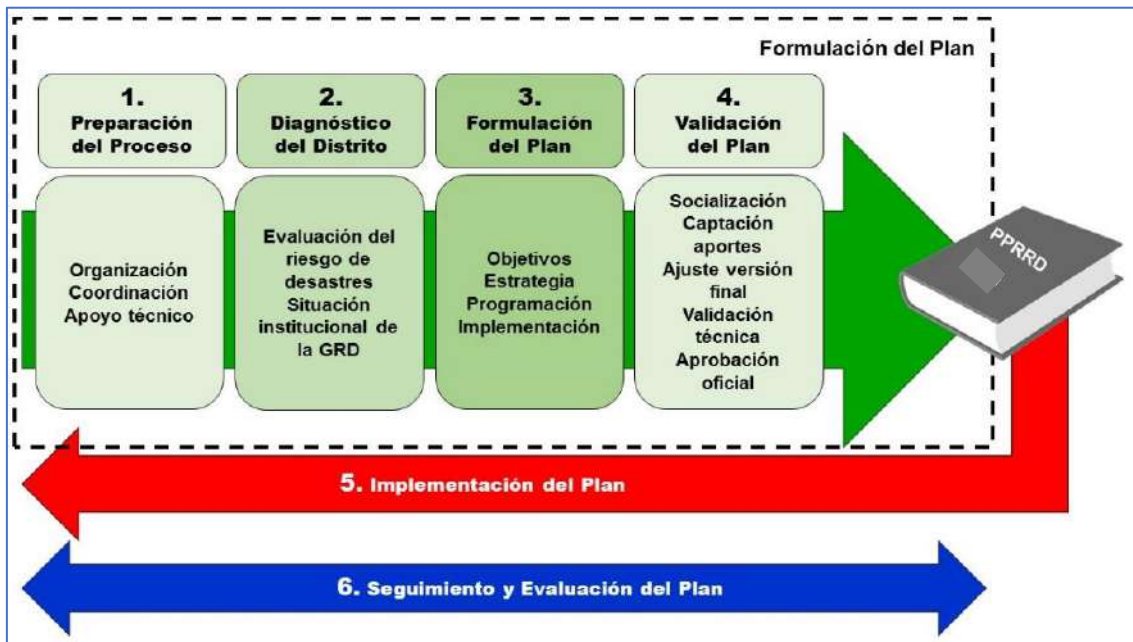 Formulación del Plan
1.
Preparación
del Proceso
2.
Diagnóstico
del Distrito
3.
Formulación
del Plan
4.
Validación
del Plan
Organización
Coordinación
Apoyo técnico
Evaluación del
riesgo de
desastres
Situación
institucional de
la GRD
Objetivos
Estrategia
Programación
Implementación
Socialización
Captación
aportes
Ajuste versión
final
Validación
técnica
Aprobación
oficial
PPRRD
5. Implementación del Plan
6. Seguimiento y Evaluación del Plan